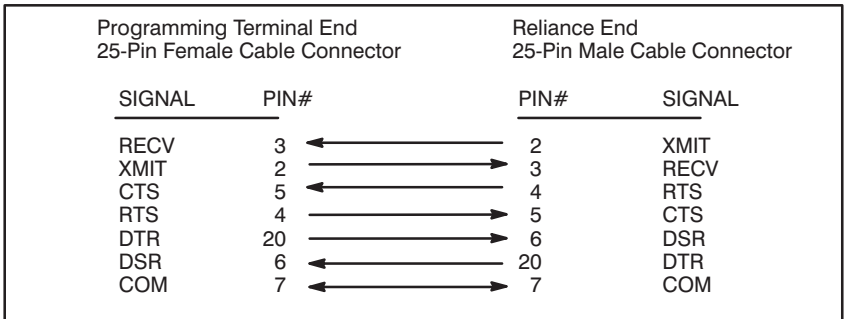 Programming Terminal End Reliance End
25-Pin Female Cable Connector 25-Pin Male Cable Connector
SIGNAL PIN# PIN# SIGNAL
RECV 3 2 XMIT
XMIT 2 3 RECV
CTS 5 4 RTS
RTS 4 5 CTS
DTR 20 6 DSR
DSR 6 20 DTR
COM 7 7 COM